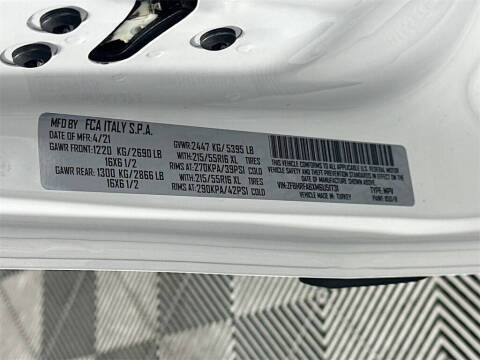 MFD BY FCA ITALY S.P.A.
DATE OF MFR: 4/21 GVWR: 2447 KG/5395 LB
GAWR FRONT: 1220 KG/2690 LB WITH: 215/55R16 XL TIRES
16X6 1/2 RIMS AT: 270KPA/39PSI COLD
GAWR REAR: 1300 KG/2866 LB WITH: 215/55R16 XL TIRES
16X6 1/2 RIMS AT: 290KPA/42PSI COLD
THIS VEHICLE CONFORMS TO ALL APPLICABLE U.S.A. FEDERAL MOTOR
VEHICLE SAFETY AND THEFT PREVENTION STANDARDS IN EFFECT ON THE DATE OF
MANUFACTURE SHOWN ABOVE.
TYPE: MPV
VEHICLE MADE IN: TURKEY